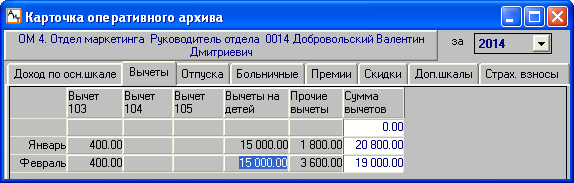 Карточка оперативного архива
ОМ 4. Отдел маркетинга Руководитель отдела 0014 Добровольский Валентин
Дмитриевич
за
2014
Доход по осн.шкале Вычеты Отпуска Больничные Премии Скидки Доп.шкалы Страх. взносы
Вычет 103 Вычет 104 Вычет 105 Вычеты на детей Прочие вычеты Сумма вычетов
0.00
Январь 400.00 15 000.00 1 800.00 20 800.00
Февраль 400.00 15 000.00 3 600.00 19 000.00